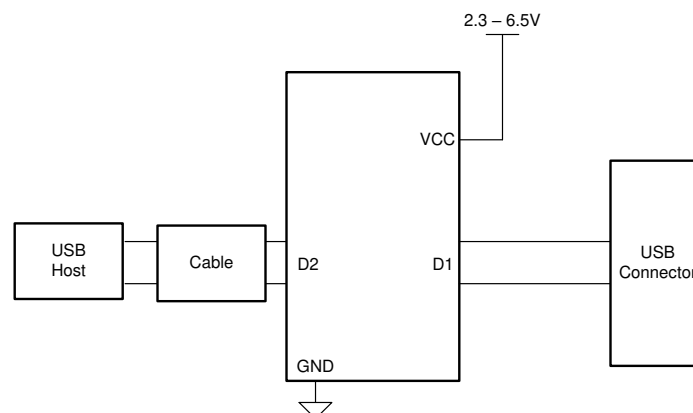 2.3 – 6.5V
VCC
USB
Host
Cable
D2
D1
USB
Connector
GND